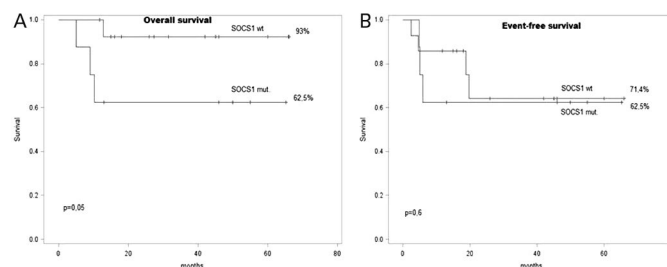 A
Overall survival
SOCS1 wt
93%
SOCS1 mut.
62,5%
p=0,05
Survival
1.0
0.8
0.6
0.4
0.2
0.0
0
20
40
60
80
months
B
Event-free survival
SOCS1 wt
71,4%
62,5%
SOCS1 mut.
p=0,6
Survival
1.0
0.8
0.6
0.4
0.2
0.0
0
20
40
60
months